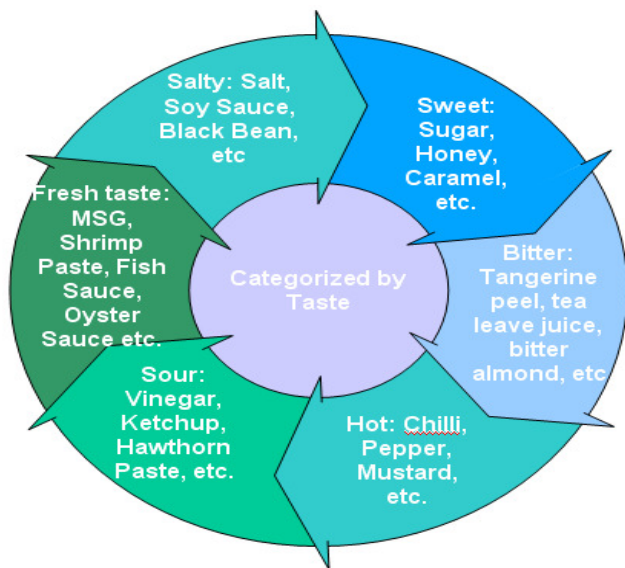 Salty: Salt,
Soy Sauce,
Black Bean,
etc
Sweet:
Sugar,
Honey,
Caramel,
etc.
Bitter:
Tangerine
peel, tea
leave juice,
bitter
almond, etc
Hot: Chilli,
Pepper,
Mustard,
etc.
Sour:
Vinegar,
Ketchup,
Hawthorn
Paste, etc.
Fresh taste:
MSG,
Shrimp
Paste, Fish
Sauce,
Oyster
Sauce etc.
Categorized by
Taste